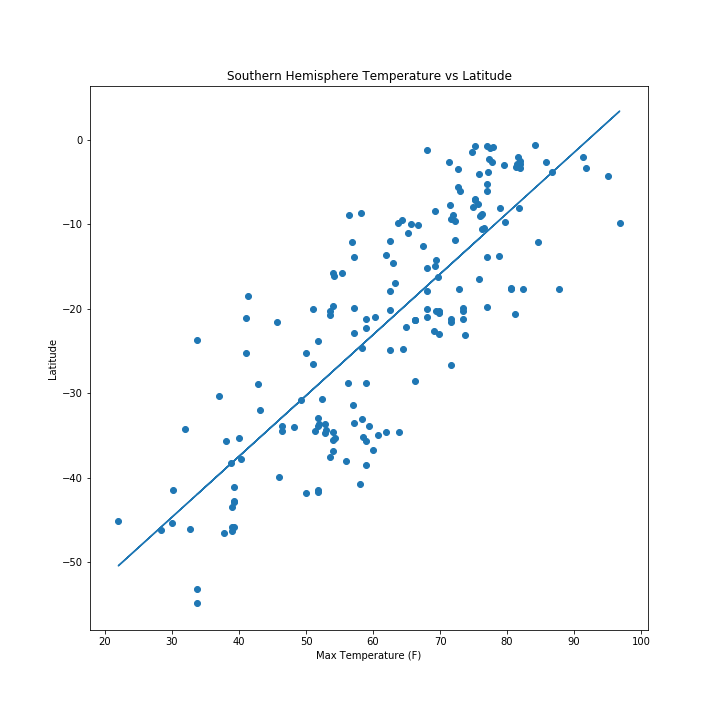 Southern Hemisphere Temperature vs Latitude
0
−10
−20
−30
−40
−50
Latitude
20 30 40 50 60 70 80 90 100
Max Temperature (F)